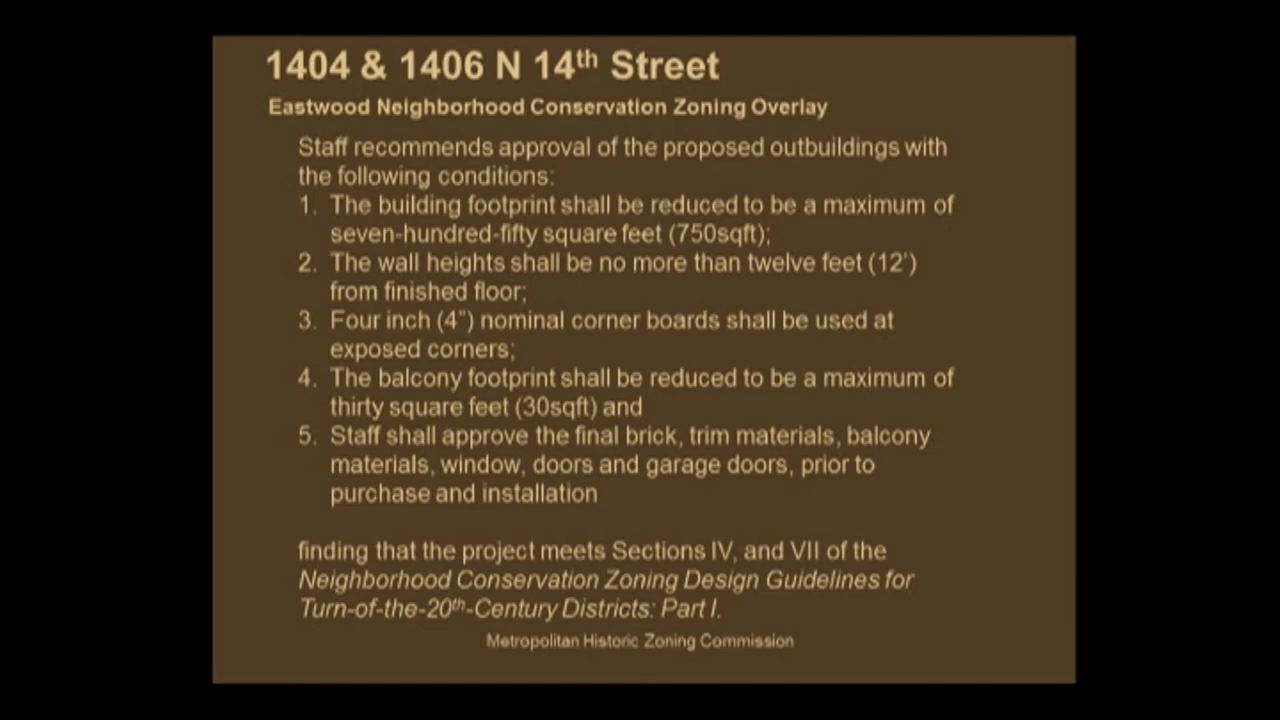 1404 & 1406 N 14th Street
Eastwood Neighborhood Conservation Zoning Overlay
Staff recommends approval of the proposed outbuildings with
the following conditions:
1. The building footprint shall be reduced to be a maximum of
seven-hundred-fifty square feet (750sqft);
2. The wall heights shall be no more than twelve feet (12')
from finished floor;
3. Four inch (4") nominal corner boards shall be used at
exposed corners;
4. The balcony footprint shall be reduced to be a maximum of
thirty square feet (30sqft) and
5. Staff shall approve the final brick, trim materials, balcony
materials, window, doors and garage doors, prior to
purchase and installation
finding that the project meets Sections IV, and VII of the
Neighborhood Conservation Zoning Design Guidelines for
Turn-of-the-20th-Century Districts: Part I.
Metropolitan Historic Zoning Commission